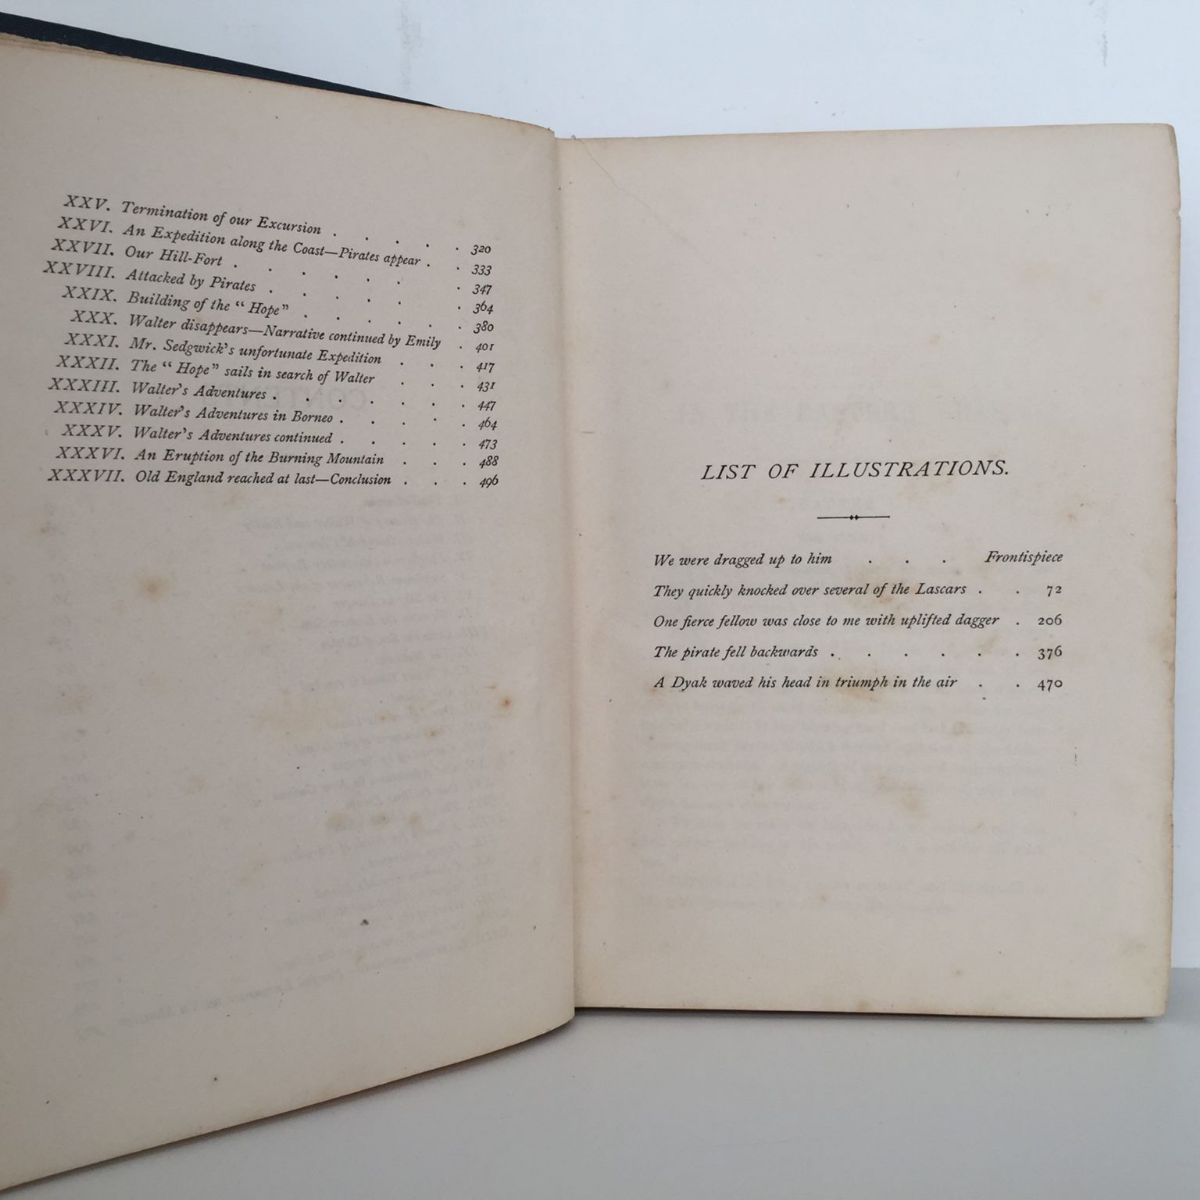 XXV. Termination of our Excursion . . . . . 320
XXVI. An Expedition along the Coast—Pirates appear . . 333
XXVII. Our Hill-Fort . . . . . . 347
XXVIII. Attacked by Pirates . . . . . 364
XXIX. Building of the “Hope” . . . . . 380
XXX. Walter disappears—Narrative continued by Emily . 401
XXXI. Mr. Sedgwick's unfortunate Expedition . . . 417
XXXII. The “Hope” sails in search of Walter . . . 431
XXXIII. Walter's Adventures . . . . . . 447
XXXIV. Walter's Adventures in Borneo . . . . . 464
XXXV. Walter's Adventures continued . . . . . 473
XXXVI. An Eruption of the Burning Mountain . . . 488
XXXVII. Old England reached at last—Conclusion . . . 496
LIST OF ILLUSTRATIONS.
We were dragged up to him . . . Frontispiece
They quickly knocked over several of the Lascars . . 72
One fierce fellow was close to me with uplifted dagger . 206
The pirate fell backwards . . . . . . 376
A Dyak waved his head in triumph in the air . . 470